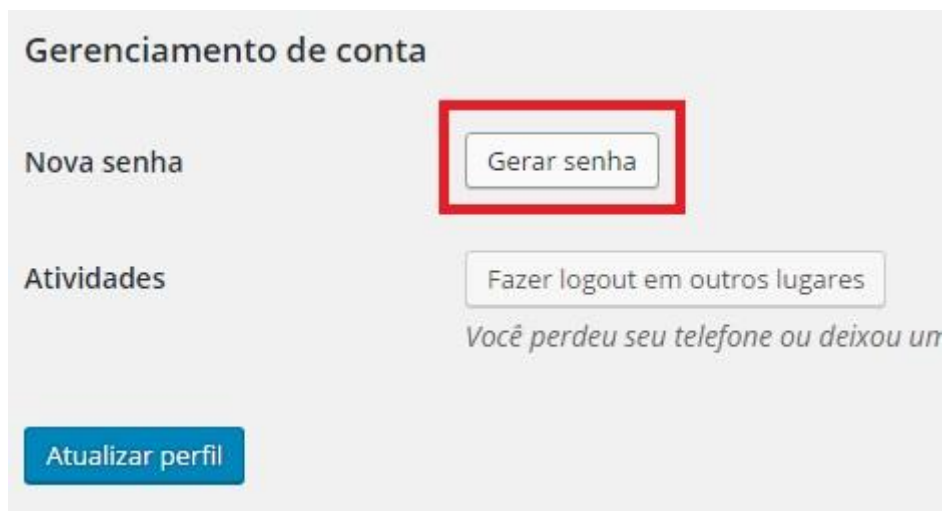 Gerenciamento de conta
Nova senha
Gerar senha
Atividades
Fazer logout em outros lugares
Você perdeu seu telefone ou deixou um
Atualizar perfil